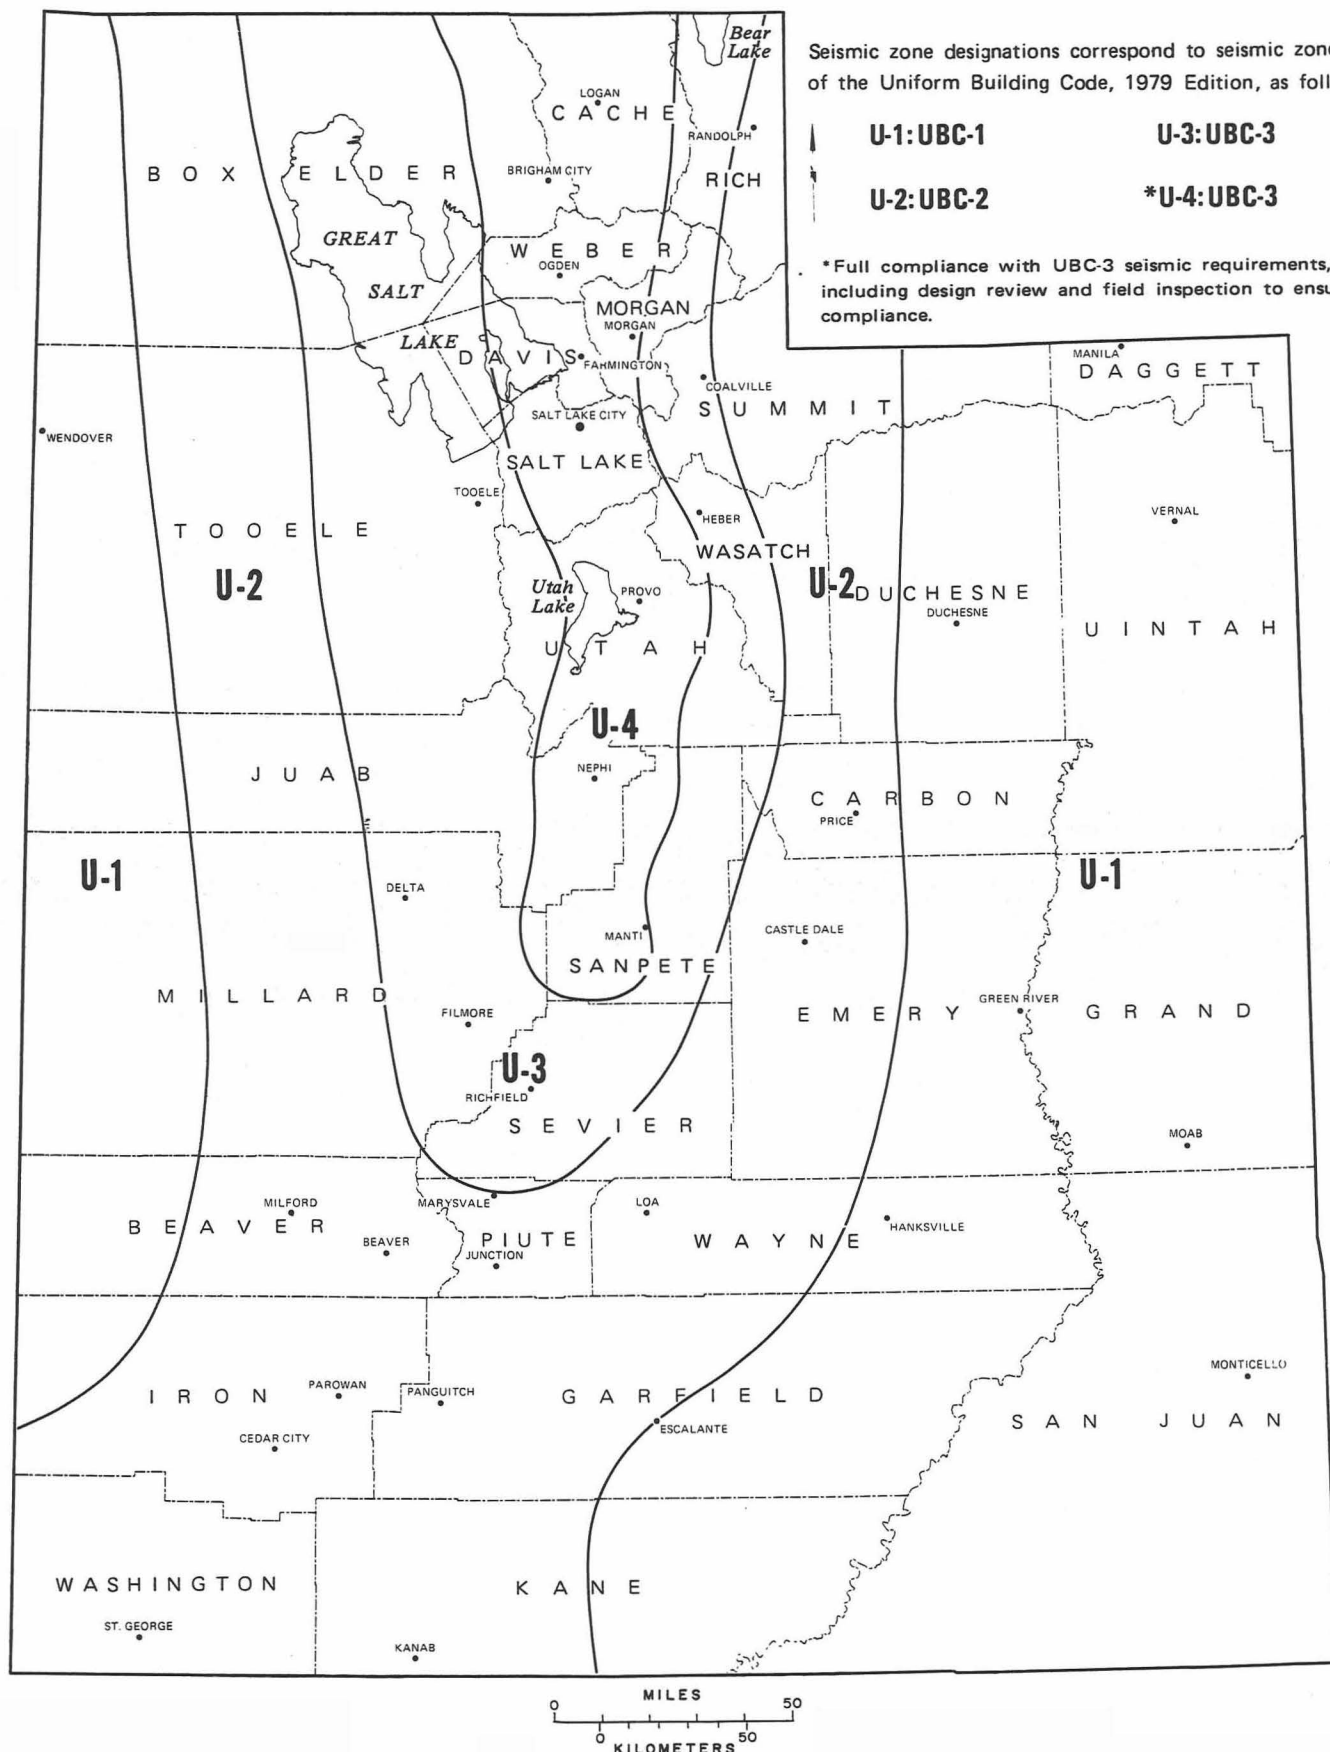 Bear
Lake
Seismic zone designations correspond to seismic zon
of the Uniform Building Code, 1979 Edition, as foll
U-1: UBC-1
U-3: UBC-3
U-2: UBC-2
*U-4: UBC-3
*Full compliance with UBC-3 seismic requirements,
including design review and field inspection to ensu
compliance.
LOGAN
CACHE
RANDOLPH
BOX ELDER
BRIGHAM CITY
RICH
GREAT
SALT
LAKE
WEBER
OGDEN
MORGAN
MORGAN
DAVIS
FARMINGTON
MANILA
DAGGETT
COALVILLE
SUMMIT
SALT LAKE CITY
WENDOVER
SALT LAKE
TOOELE
HEBER
VERNAL
TOOELE
WASATCH
U-2
Utah
Lake
PROVO
U-2
DUCHESNE
DUCHESNE
UTAH
UINTAH
U-4
JUAB
NEPHI
CARBON
PRICE
U-1
U-1
DELTA
MANTI
CASTLE DALE
SANPETE
MILLARD
FILMORE
EMERY
GREEN RIVER
GRAND
U-3
RICHFIELD
SEVIER
MOAB
MILFORD
MARYSVALE
LOA
BEAVER
BEAVER
PIUTE
JUNCTION
WAYNE
HANKSVILLE
IRON
PAROWAN
PANGUITCH
GARFIELD
MONTICELLO
CEDAR CITY
ESCALANTE
SAN JUAN
WASHINGTON
KANE
ST. GEORGE
KANAB
MILES
0 50
0 50
KILOMETERS